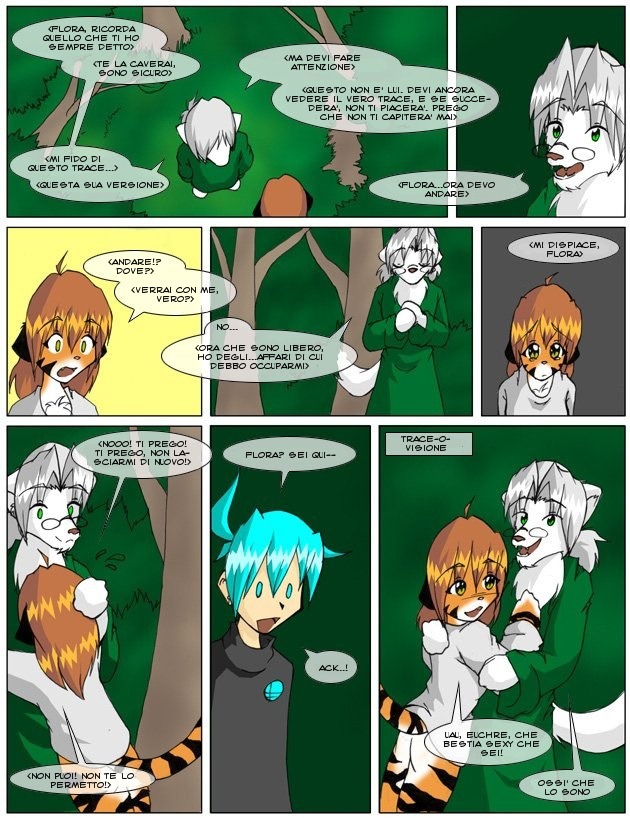 <FLORA, RICORDA
QUELLO CHE TI HO
SEMPRE DETTO>
<TE LA CAVERAI,
SONO SICURO>
<MI FIDO DI
QUESTO TRACE...>
<QUESTA SUA VERSIONE>
<MA DEVI FARE
ATTENZIONE>
<QUESTO NON E' LUI. DEVI ANCORA
VEDERE IL VERO TRACE, E SE SUCCE-
DERA', NON TI PIACERA'. PREGO
CHE NON TI CAPITERA' MAI>
<FLORA...ORA DEVO
ANDARE>
<ANDARE!?
DOVE?>
<VERRAI CON ME,
VERO?>
NO...
<ORA CHE SONO LIBERO,
HO DEGLI...AFFARI DI CUI
DEBBO OCCUPARMI>
<MI DISPIACE,
FLORA>
<NOOO! TI PREGO!
TI PREGO, NON LA-
SCIARMI DI NUOVO!>
<NON PUOI! NON TE LO
PERMETTO!>
FLORA? SEI QUI--
ACK..!
TRACE-O-
VISIONE
UAU, EUCHRE, CHE
BESTIA SEXY CHE
SEI!
OSSI' CHE
LO SONO